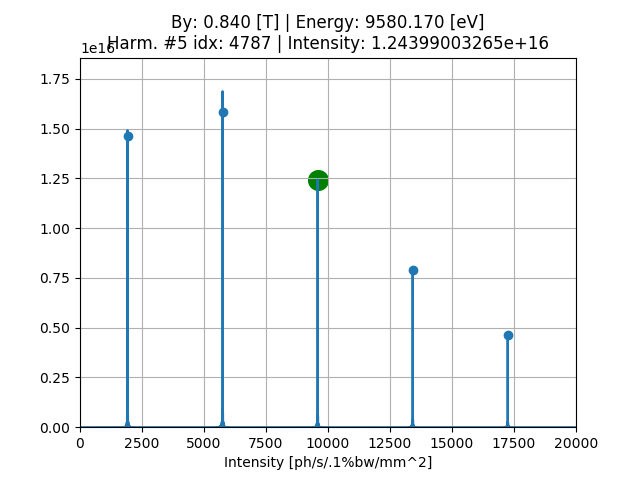 By: 0.840 [T] | Energy: 9580.170 [eV]
Harm. #5 idx: 4787 | Intensity: 1.24399003265e+16
1e16
1.75
1.50
1.25
1.00
0.75
0.50
0.25
0.00
0 2500 5000 7500 10000 12500 15000 17500 20000
Intensity [ph/s/.1%bw/mm^2]